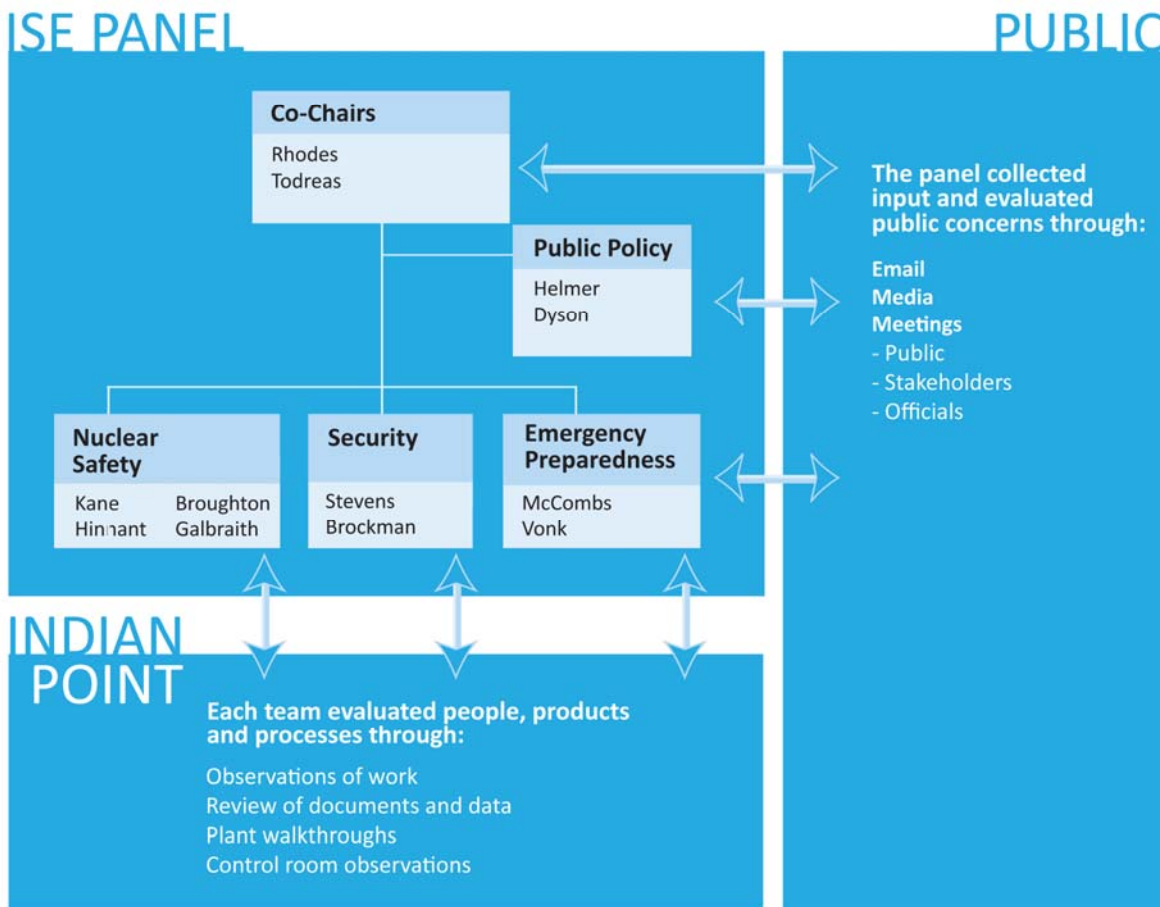 ISE PANEL
PUBLIC
Co-Chairs
Rhodes
Todreas
Public Policy
Helmer
Dyson
Nuclear
Safety
Kane Broughton
Hinnant Galbraith
Security
Stevens
Brockman
Emergency
Preparedness
McCombs
Vonk
The panel collected
input and evaluated
public concerns through:
Email
Media
Meetings
- Public
- Stakeholders
- Officials
INDIAN
POINT
Each team evaluated people, products
and processes through:
Observations of work
Review of documents and data
Plant walkthroughs
Control room observations